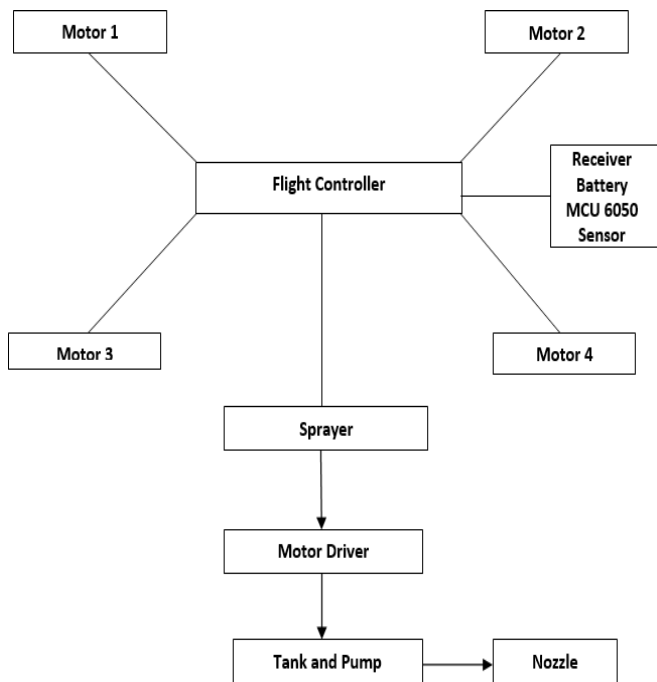 Motor 1
Motor 2
Flight Controller
Receiver
Battery
MCU 6050
Sensor
Motor 3
Motor 4
Sprayer
Motor Driver
Tank and Pump
Nozzle